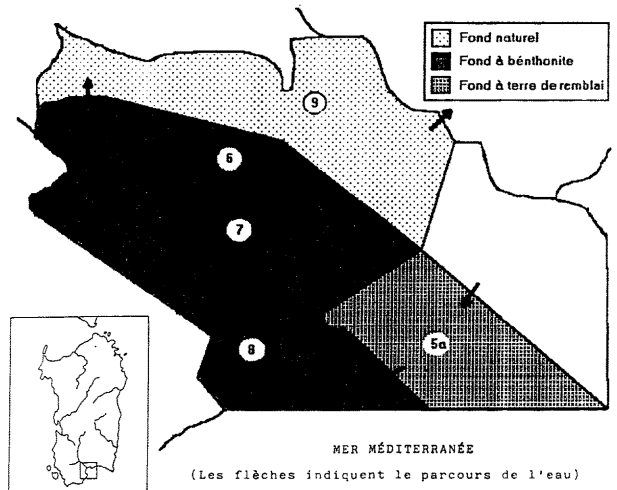 Fond naturel
Fond à bénthonite
Fond à terre de remblai
9
6
7
8
5a
MER MÉDITERRANÉE
(Les flèches indiquent le parcours de l'eau)